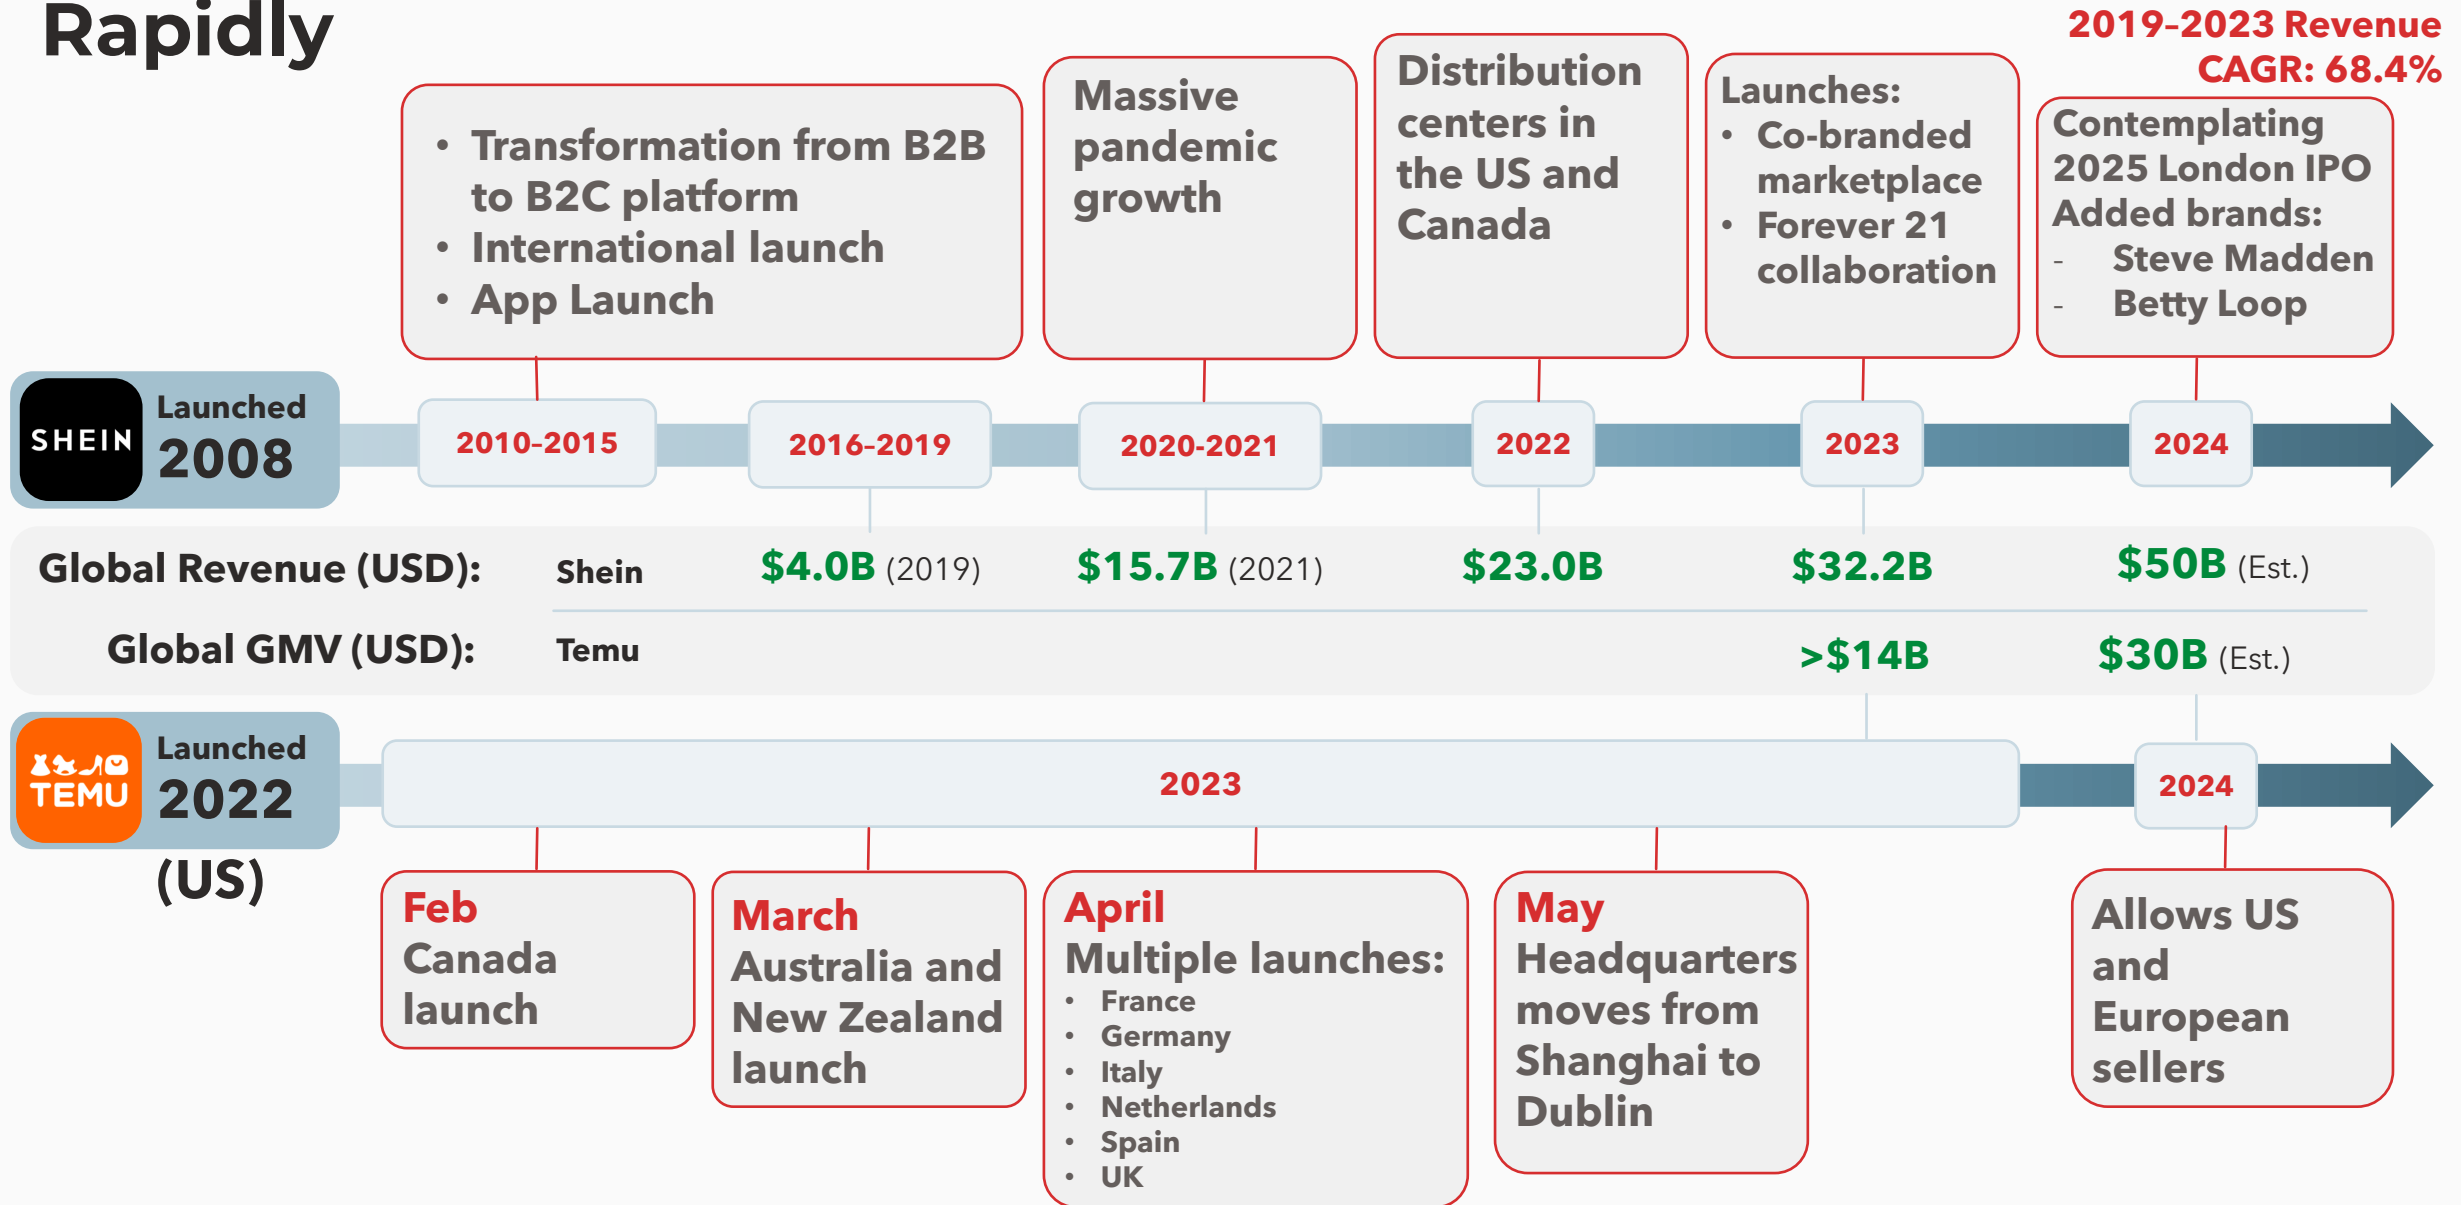 Rapidly
2019–2023 Revenue
CAGR: 68.4%
• Transformation from B2B
to B2C platform
• International launch
• App Launch
Massive
pandemic
growth
Distribution
centers in
the US and
Canada
Launches:
• Co-branded
marketplace
• Forever 21
collaboration
Contemplating
2025 London IPO
Added brands:
- Steve Madden
- Betty Loop
SHEIN
Launched
2008
2010–2015
2016–2019
2020-2021
2022
2023
2024
Global Revenue (USD): Shein $4.0B (2019) $15.7B (2021) $23.0B $32.2B $50B (Est.)
Global GMV (USD): Temu >$14B $30B (Est.)
TEMU
Launched
2022
(US)
2023
2024
Feb
Canada
launch
March
Australia and
New Zealand
launch
April
Multiple launches:
• France
• Germany
• Italy
• Netherlands
• Spain
• UK
May
Headquarters
moves from
Shanghai to
Dublin
Allows US
and
European
sellers